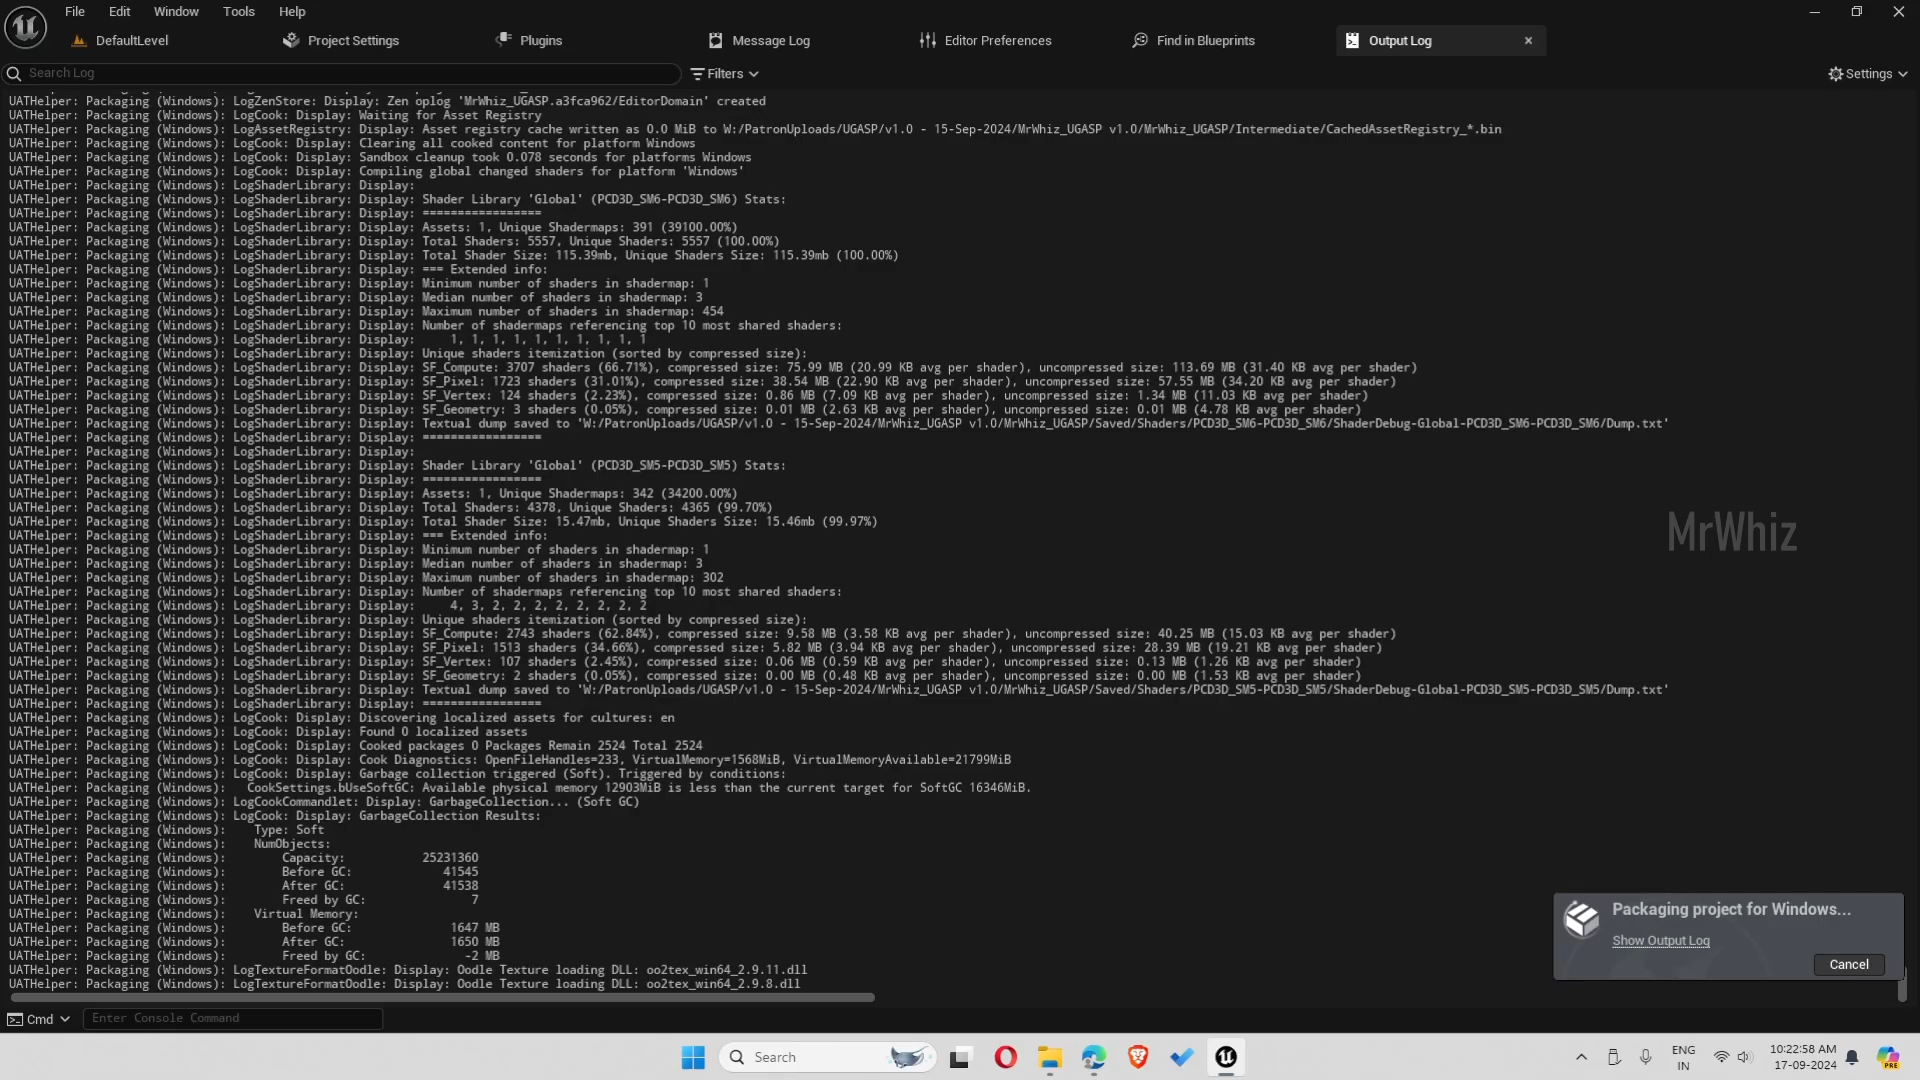 File Edit Window Tools Help
DefaultLevel Project Settings Plugins Message Log Editor Preferences Find in Blueprints Output Log
Search Log Filters Settings
UATHelper: Packaging (Windows): LogZenStore: Display: Zen oplog 'MrWhiz_UGASP.a3fca962/EditorDomain' created
UATHelper: Packaging (Windows): LogCook: Display: Waiting for Asset Registry
UATHelper: Packaging (Windows): LogAssetRegistry: Display: Asset registry cache written as 0.0 MiB to W:/PatronUploads/UGASP/v1.0 - 15-Sep-2024/MrWhiz_UGASP v1.0/MrWhiz_UGASP/Intermediate/CachedAssetRegistry_*.bin
UATHelper: Packaging (Windows): LogCook: Display: Clearing all cooked content for platform Windows
UATHelper: Packaging (Windows): LogCook: Display: Sandbox cleanup took 0.078 seconds for platforms Windows
UATHelper: Packaging (Windows): LogCook: Display: Compiling global changed shaders for platform 'Windows'
UATHelper: Packaging (Windows): LogShaderLibrary: Display:
UATHelper: Packaging (Windows): LogShaderLibrary: Display: Shader Library 'Global' (PCD3D_SM6-PCD3D_SM6) Stats:
UATHelper: Packaging (Windows): LogShaderLibrary: Display: =================
UATHelper: Packaging (Windows): LogShaderLibrary: Display: Assets: 1, Unique Shadermaps: 391 (39100.00%)
UATHelper: Packaging (Windows): LogShaderLibrary: Display: Total Shaders: 5557, Unique Shaders: 5557 (100.00%)
UATHelper: Packaging (Windows): LogShaderLibrary: Display: Total Shader Size: 115.39mb, Unique Shaders Size: 115.39mb (100.00%)
UATHelper: Packaging (Windows): LogShaderLibrary: Display: === Extended info:
UATHelper: Packaging (Windows): LogShaderLibrary: Display: Minimum number of shaders in shadermap: 1
UATHelper: Packaging (Windows): LogShaderLibrary: Display: Median number of shaders in shadermap: 3
UATHelper: Packaging (Windows): LogShaderLibrary: Display: Maximum number of shaders in shadermap: 454
UATHelper: Packaging (Windows): LogShaderLibrary: Display: Number of shadermaps referencing top 10 most shared shaders:
UATHelper: Packaging (Windows): LogShaderLibrary: Display: 1, 1, 1, 1, 1, 1, 1, 1, 1, 1
UATHelper: Packaging (Windows): LogShaderLibrary: Display: Unique shaders itemization (sorted by compressed size):
UATHelper: Packaging (Windows): LogShaderLibrary: Display: SF_Compute: 3707 shaders (66.71%), compressed size: 75.99 MB (20.99 KB avg per shader), uncompressed size: 113.69 MB (31.40 KB avg per shader)
UATHelper: Packaging (Windows): LogShaderLibrary: Display: SF_Pixel: 1723 shaders (31.01%), compressed size: 38.54 MB (22.90 KB avg per shader), uncompressed size: 57.55 MB (34.20 KB avg per shader)
UATHelper: Packaging (Windows): LogShaderLibrary: Display: SF_Vertex: 124 shaders (2.23%), compressed size: 0.86 MB (7.09 KB avg per shader), uncompressed size: 1.34 MB (11.03 KB avg per shader)
UATHelper: Packaging (Windows): LogShaderLibrary: Display: SF_Geometry: 3 shaders (0.05%), compressed size: 0.01 MB (2.63 KB avg per shader), uncompressed size: 0.01 MB (4.78 KB avg per shader)
UATHelper: Packaging (Windows): LogShaderLibrary: Display: Textual dump saved to 'W:/PatronUploads/UGASP/v1.0 - 15-Sep-2024/MrWhiz_UGASP v1.0/MrWhiz_UGASP/Saved/Shaders/PCD3D_SM6-PCD3D_SM6/ShaderDebug-Global-PCD3D_SM6-PCD3D_SM6/Dump.txt'
UATHelper: Packaging (Windows): LogShaderLibrary: Display: =================
UATHelper: Packaging (Windows): LogShaderLibrary: Display:
UATHelper: Packaging (Windows): LogShaderLibrary: Display: Shader Library 'Global' (PCD3D_SM5-PCD3D_SM5) Stats:
UATHelper: Packaging (Windows): LogShaderLibrary: Display: =================
UATHelper: Packaging (Windows): LogShaderLibrary: Display: Assets: 1, Unique Shadermaps: 342 (34200.00%)
UATHelper: Packaging (Windows): LogShaderLibrary: Display: Total Shaders: 4378, Unique Shaders: 4365 (99.70%)
UATHelper: Packaging (Windows): LogShaderLibrary: Display: Total Shader Size: 15.47mb, Unique Shaders Size: 15.46mb (99.97%)
UATHelper: Packaging (Windows): LogShaderLibrary: Display: === Extended info:
UATHelper: Packaging (Windows): LogShaderLibrary: Display: Minimum number of shaders in shadermap: 1
UATHelper: Packaging (Windows): LogShaderLibrary: Display: Median number of shaders in shadermap: 3
UATHelper: Packaging (Windows): LogShaderLibrary: Display: Maximum number of shaders in shadermap: 302
UATHelper: Packaging (Windows): LogShaderLibrary: Display: Number of shadermaps referencing top 10 most shared shaders:
UATHelper: Packaging (Windows): LogShaderLibrary: Display: 4, 3, 2, 2, 2, 2, 2, 2, 2, 2
UATHelper: Packaging (Windows): LogShaderLibrary: Display: Unique shaders itemization (sorted by compressed size):
UATHelper: Packaging (Windows): LogShaderLibrary: Display: SF_Compute: 2743 shaders (62.84%), compressed size: 9.58 MB (3.58 KB avg per shader), uncompressed size: 40.25 MB (15.03 KB avg per shader)
UATHelper: Packaging (Windows): LogShaderLibrary: Display: SF_Pixel: 1513 shaders (34.66%), compressed size: 5.82 MB (3.94 KB avg per shader), uncompressed size: 28.39 MB (19.21 KB avg per shader)
UATHelper: Packaging (Windows): LogShaderLibrary: Display: SF_Vertex: 107 shaders (2.45%), compressed size: 0.06 MB (0.59 KB avg per shader), uncompressed size: 0.13 MB (1.26 KB avg per shader)
UATHelper: Packaging (Windows): LogShaderLibrary: Display: SF_Geometry: 2 shaders (0.05%), compressed size: 0.00 MB (0.48 KB avg per shader), uncompressed size: 0.00 MB (1.53 KB avg per shader)
UATHelper: Packaging (Windows): LogShaderLibrary: Display: Textual dump saved to 'W:/PatronUploads/UGASP/v1.0 - 15-Sep-2024/MrWhiz_UGASP v1.0/MrWhiz_UGASP/Saved/Shaders/PCD3D_SM5-PCD3D_SM5/ShaderDebug-Global-PCD3D_SM5-PCD3D_SM5/Dump.txt'
UATHelper: Packaging (Windows): LogShaderLibrary: Display: =================
UATHelper: Packaging (Windows): LogCook: Display: Discovering localized assets for cultures: en
UATHelper: Packaging (Windows): LogCook: Display: Found 0 localized assets
UATHelper: Packaging (Windows): LogCook: Display: Cooked packages 0 Packages Remain 2524 Total 2524
UATHelper: Packaging (Windows): LogCook: Display: Cook Diagnostics: OpenFileHandles=233, VirtualMemory=1568MiB, VirtualMemoryAvailable=21799MiB
UATHelper: Packaging (Windows): LogCook: Display: Garbage collection triggered (Soft). Triggered by conditions:
UATHelper: Packaging (Windows): CookSettings.bUseSoftGC: Available physical memory 12903MiB is less than the current target for SoftGC 16346MiB.
UATHelper: Packaging (Windows): LogCookCommandlet: Display: GarbageCollection... (Soft GC)
UATHelper: Packaging (Windows): LogCook: Display: GarbageCollection Results:
UATHelper: Packaging (Windows): Type: Soft
UATHelper: Packaging (Windows): NumObjects:
UATHelper: Packaging (Windows): Capacity: 25231360
UATHelper: Packaging (Windows): Before GC: 41545
UATHelper: Packaging (Windows): After GC: 41538
UATHelper: Packaging (Windows): Freed by GC: 7
UATHelper: Packaging (Windows): Virtual Memory:
UATHelper: Packaging (Windows): Before GC: 1647 MB
UATHelper: Packaging (Windows): After GC: 1650 MB
UATHelper: Packaging (Windows): Freed by GC: -2 MB
UATHelper: Packaging (Windows): LogTextureFormatOodle: Display: Oodle Texture loading DLL: oo2tex_win64_2.9.11.dll
UATHelper: Packaging (Windows): LogTextureFormatOodle: Display: Oodle Texture loading DLL: oo2tex_win64_2.9.8.dll
MrWhiz
Packaging project for Windows...
Show Output Log
Cancel
Cmd Enter Console Command
Search
ENG
IN
10:22:58 AM
17-09-2024
PRE